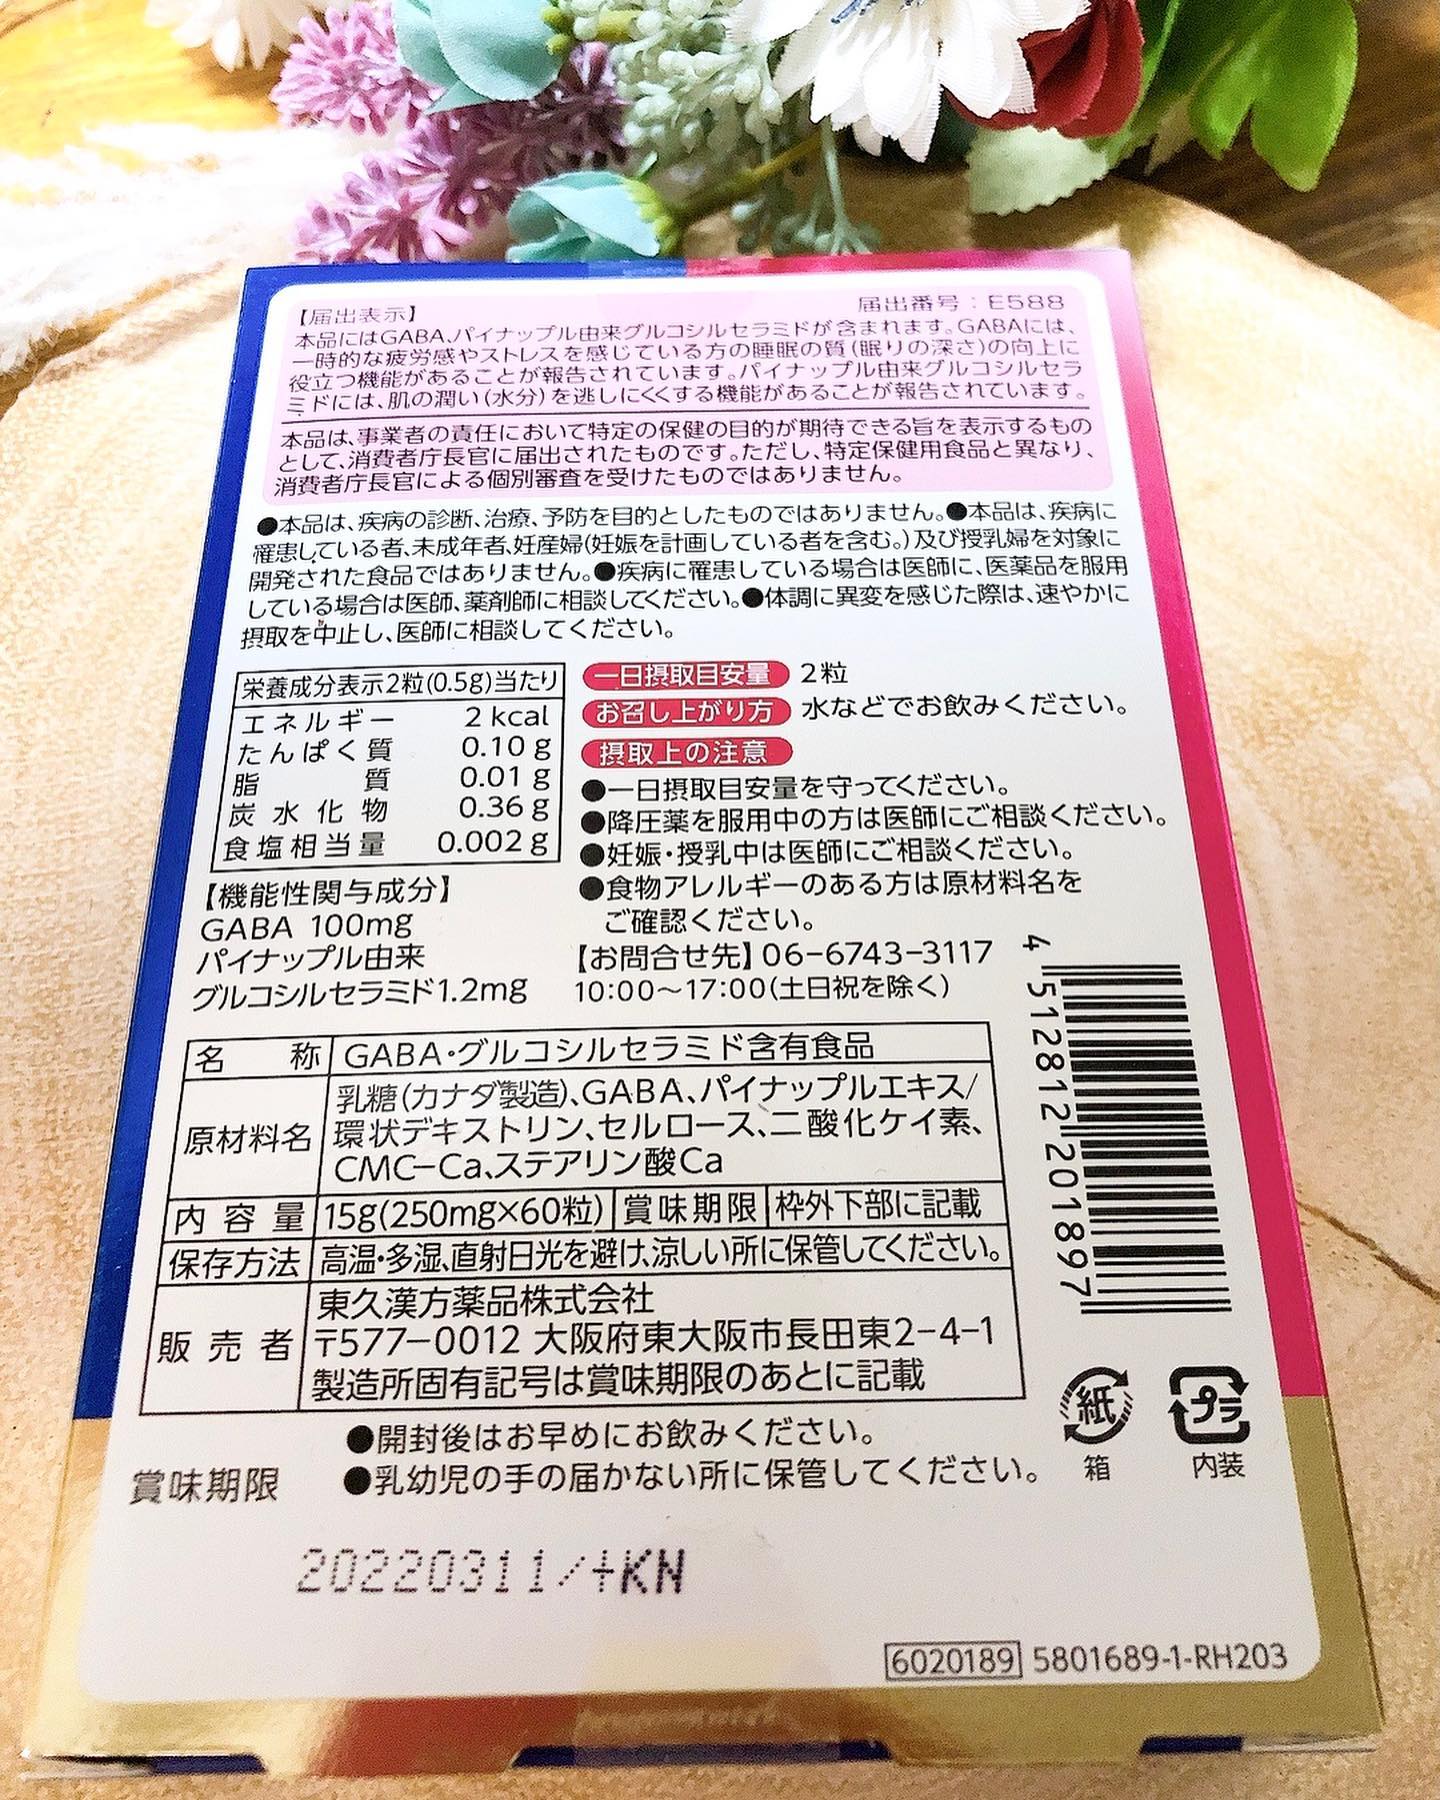 【届出表示】 届出番号：E588
本品にはGABA、パイナップル由来グルコシルセラミドが含まれます。GABAには、
一時的な疲労感やストレスを感じている方の睡眠の質(眠りの深さ)の向上に
役立つ機能があることが報告されています。パイナップル由来グルコシルセラ
ミドには、肌の潤い(水分)を逃しにくくする機能があることが報告されています。
本品は、事業者の責任において特定の保健の目的が期待できる旨を表示するもの
として、消費者庁長官に届出されたものです。ただし、特定保健用食品と異なり、
消費者庁長官による個別審査を受けたものではありません。
●本品は、疾病の診断、治療、予防を目的としたものではありません。●本品は、疾病に
罹患している者、未成年者、妊産婦(妊娠を計画している者を含む。)及び授乳婦を対象に
開発された食品ではありません。●疾病に罹患している場合は医師に、医薬品を服用
している場合は医師、薬剤師に相談してください。●体調に異変を感じた際は、速やかに
摂取を中止し、医師に相談してください。
栄養成分表示2粒(0.5g)当たり
エネルギー 2 kcal
たんぱく質 0.10 g
脂質 0.01 g
炭水化物 0.36 g
食塩相当量 0.002 g
【機能性関与成分】
GABA 100mg
パイナップル由来
グルコシルセラミド1.2mg
一日摂取目安量 2粒
お召し上がり方 水などでお飲みください。
摂取上の注意
●一日摂取目安量を守ってください。
●降圧薬を服用中の方は医師にご相談ください。
●妊娠・授乳中は医師にご相談ください。
●食物アレルギーのある方は原材料名を
ご確認ください。
【お問合せ先】06-6743-3117
10:00～17:00(土日祝を除く)
名称 GABA・グルコシルセラミド含有食品
原材料名 乳糖(カナダ製造)、GABA、パイナップルエキス/
環状デキストリン、セルロース、二酸化ケイ素、
CMC-Ca、ステアリン酸Ca
内容量 15g(250mg×60粒) 賞味期限 枠外下部に記載
保存方法 高温・多湿、直射日光を避け、涼しい所に保管してください。
販売者 東久漢方薬品株式会社
〒577-0012 大阪府東大阪市長田東2-4-1
製造所固有記号は賞味期限のあとに記載
4 512812 201897
紙
箱
プラ
内装
●開封後はお早めにお飲みください。
●乳幼児の手の届かない所に保管してください。
賞味期限
20220311/+KN
6020189 5801689-1-RH203